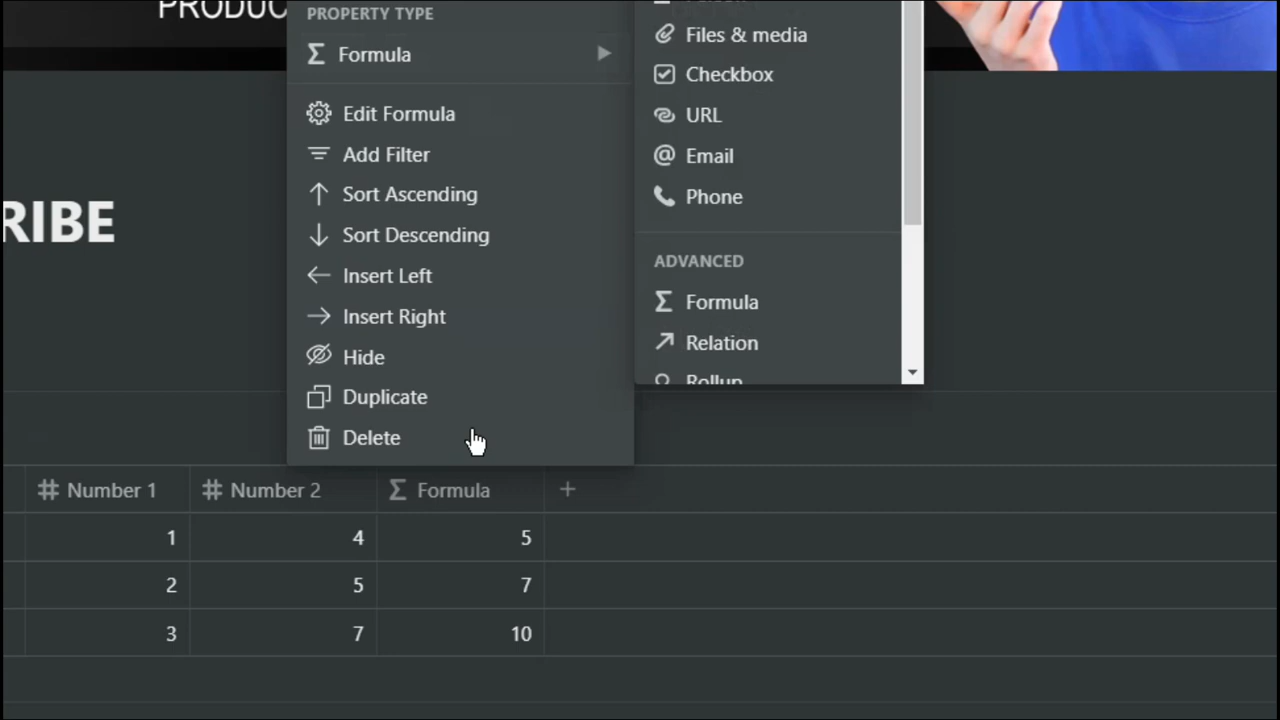 PRODUC
PROPERTY TYPE
Formula
Edit Formula
Add Filter
Sort Ascending
Sort Descending
Insert Left
Insert Right
Hide
Duplicate
Delete
Files & media
Checkbox
URL
@ Email
Phone
ADVANCED
Formula
Relation
Rollup
RIBE
# Number 1 # Number 2 Σ Formula +
1 4 5
2 5 7
3 7 10